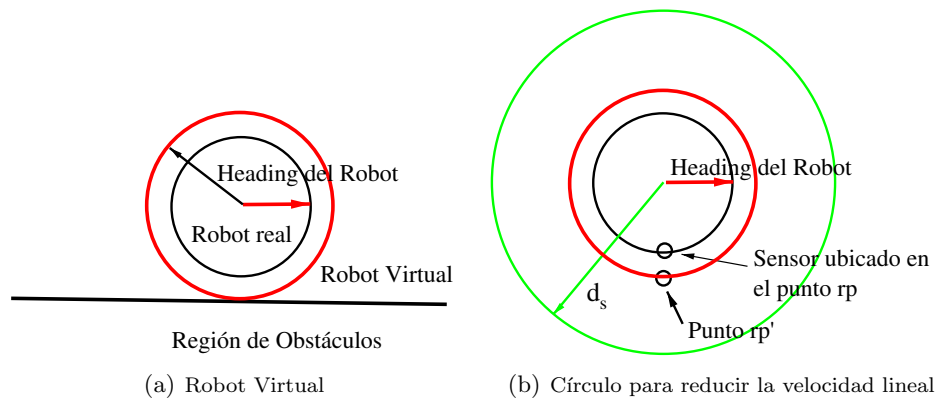 Heading del Robot
Robot real
Robot Virtual
Región de Obstáculos
(a) Robot Virtual
Heading del Robot
Sensor ubicado en
el punto rp
d_s
Punto rp'
(b) Círculo para reducir la velocidad lineal